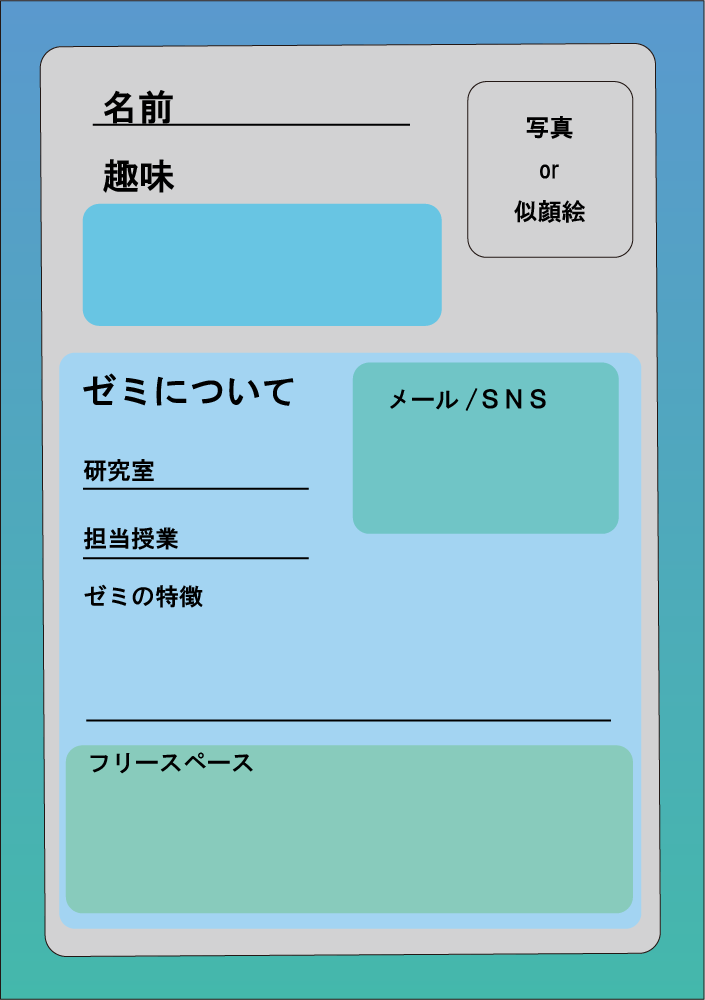 名前
写真
or
似顔絵
趣味
ゼミについて
メール/ＳＮＳ
研究室
担当授業
ゼミの特徴
フリースペース